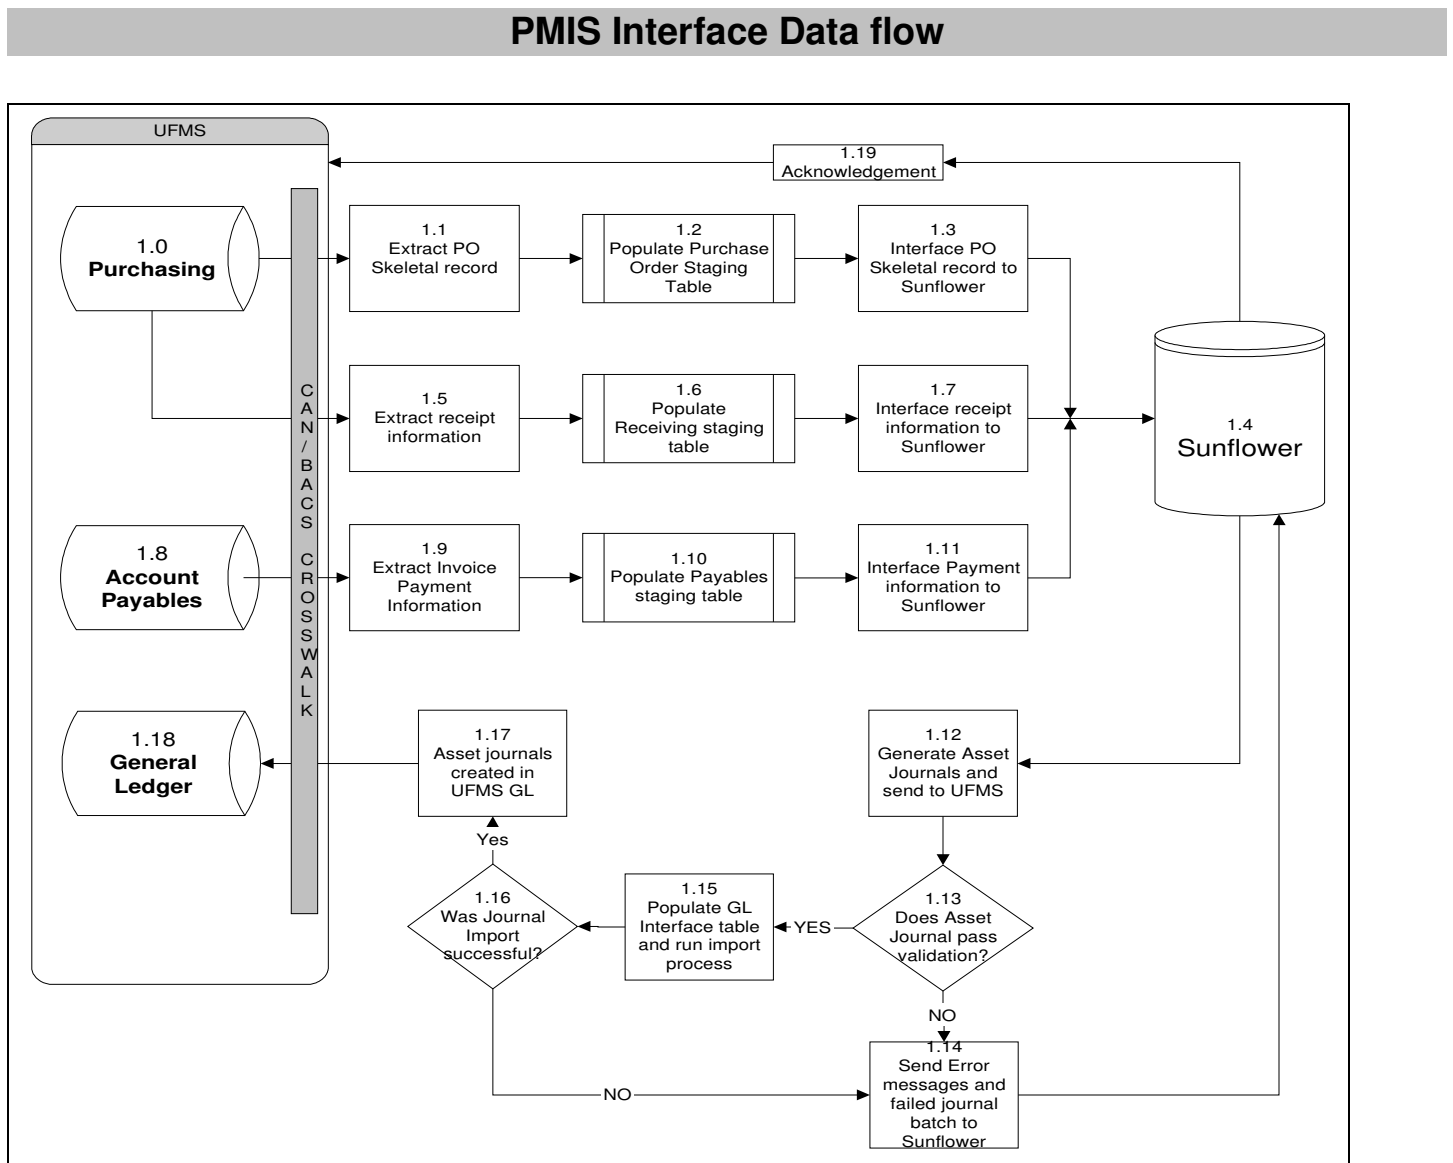 PMIS Interface Data flow
UFMS
1.19
Acknowledgement
1.0
Purchasing
1.1
Extract PO
Skeletal record
1.2
Populate Purchase
Order Staging
Table
1.3
Interface PO
Skeletal record to
Sunflower
CAN/BACS CROSSWALK
1.5
Extract receipt
information
1.6
Populate
Receiving staging
table
1.7
Interface receipt
information to
Sunflower
1.4
Sunflower
1.8
Account
Payables
1.9
Extract Invoice
Payment
Information
1.10
Populate Payables
staging table
1.11
Interface Payment
information to
Sunflower
1.18
General
Ledger
1.17
Asset journals
created in
UFMS GL
1.12
Generate Asset
Journals and
send to UFMS
Yes
1.16
Was Journal
Import
successful?
1.15
Populate GL
Interface table
and run import
process
YES
1.13
Does Asset
Journal pass
validation?
NO
NO
1.14
Send Error
messages and
failed journal
batch to
Sunflower